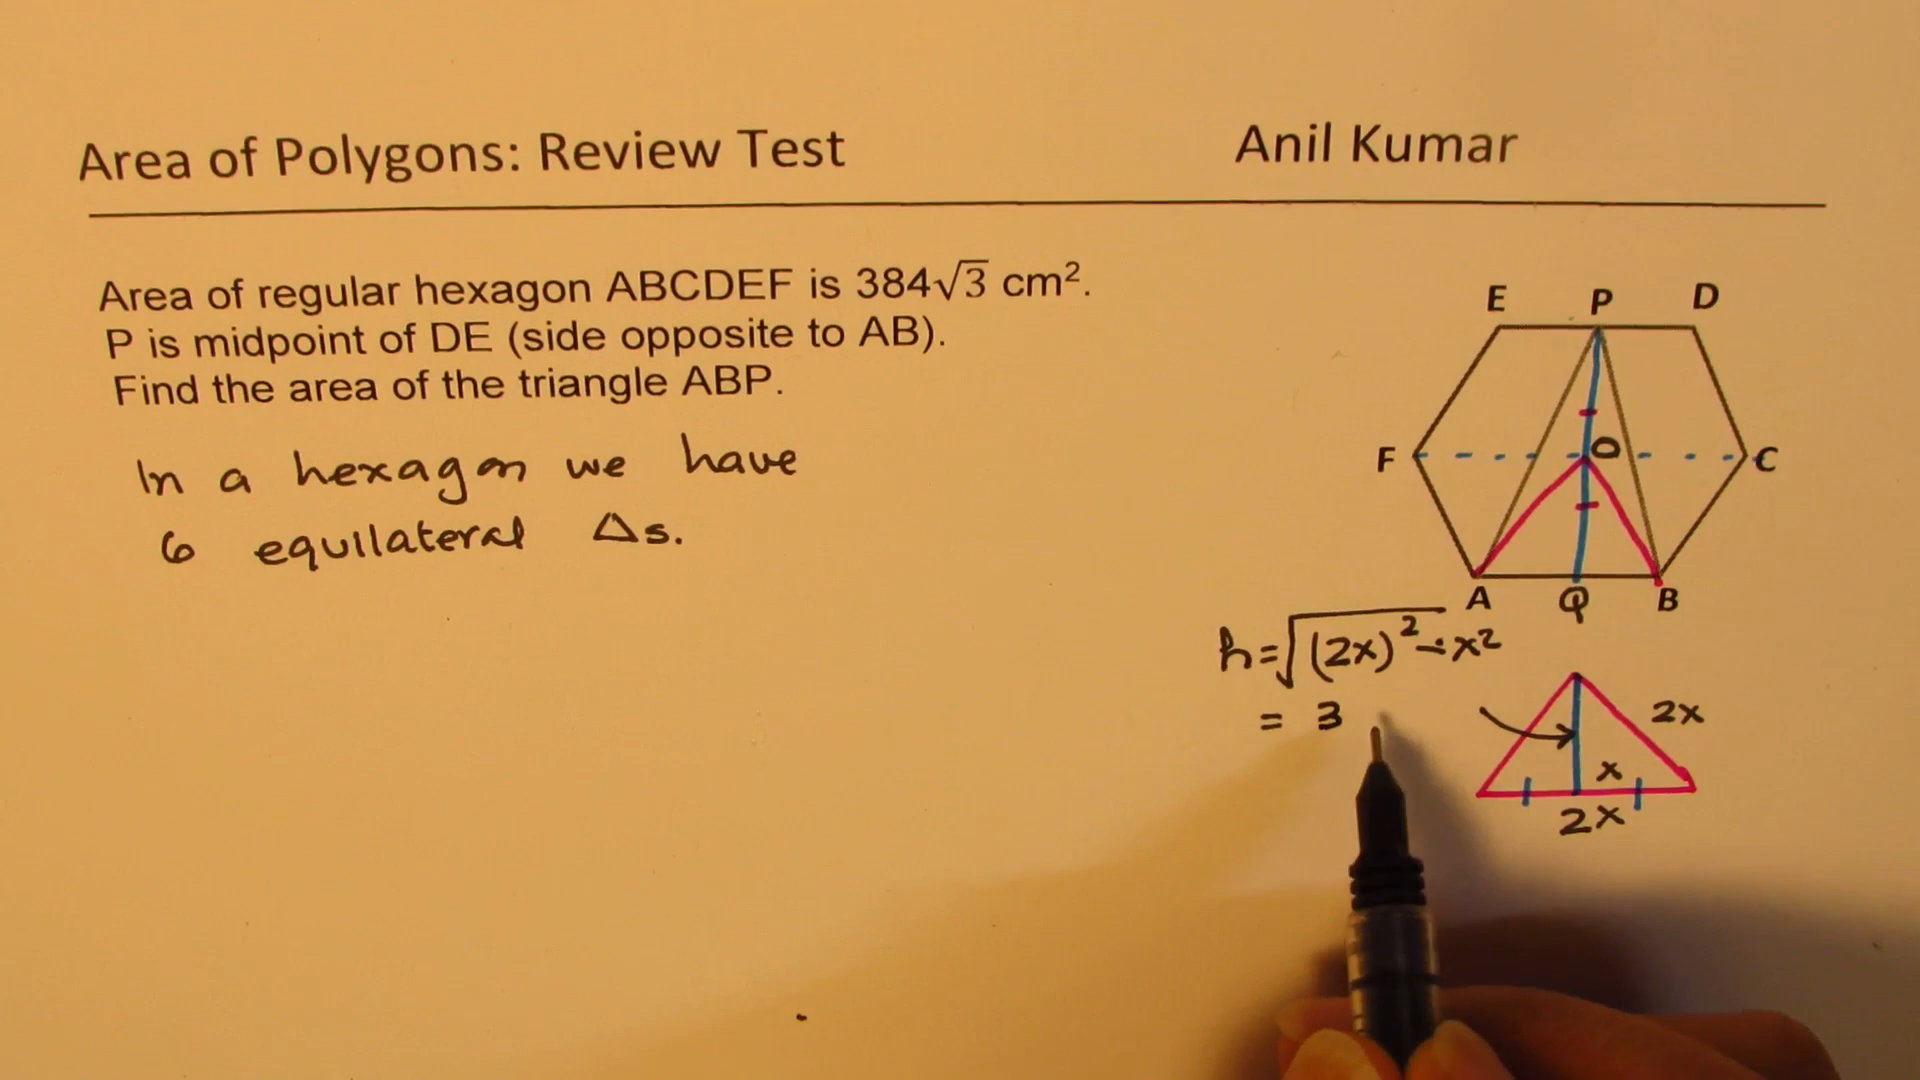 Area of Polygons: Review Test
Anil Kumar
Area of regular hexagon ABCDEF is 384√3 cm².
P is midpoint of DE (side opposite to AB).
Find the area of the triangle ABP.
In a hexagon we have
6 equilateral Δs.
E P D
F O C
A Q B
h=√(2x)²-x²
= 3
2x
x
2x